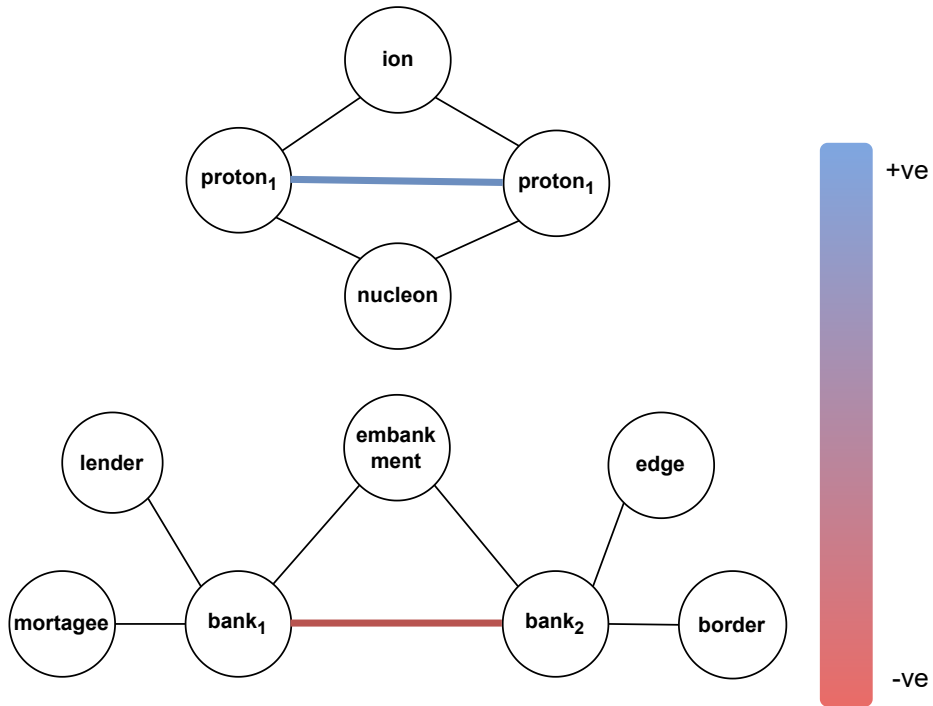 ion
proton₁
proton₁
nucleon
+ve
lender
embank
ment
edge
mortagee
bank₁
bank₂
border
-ve